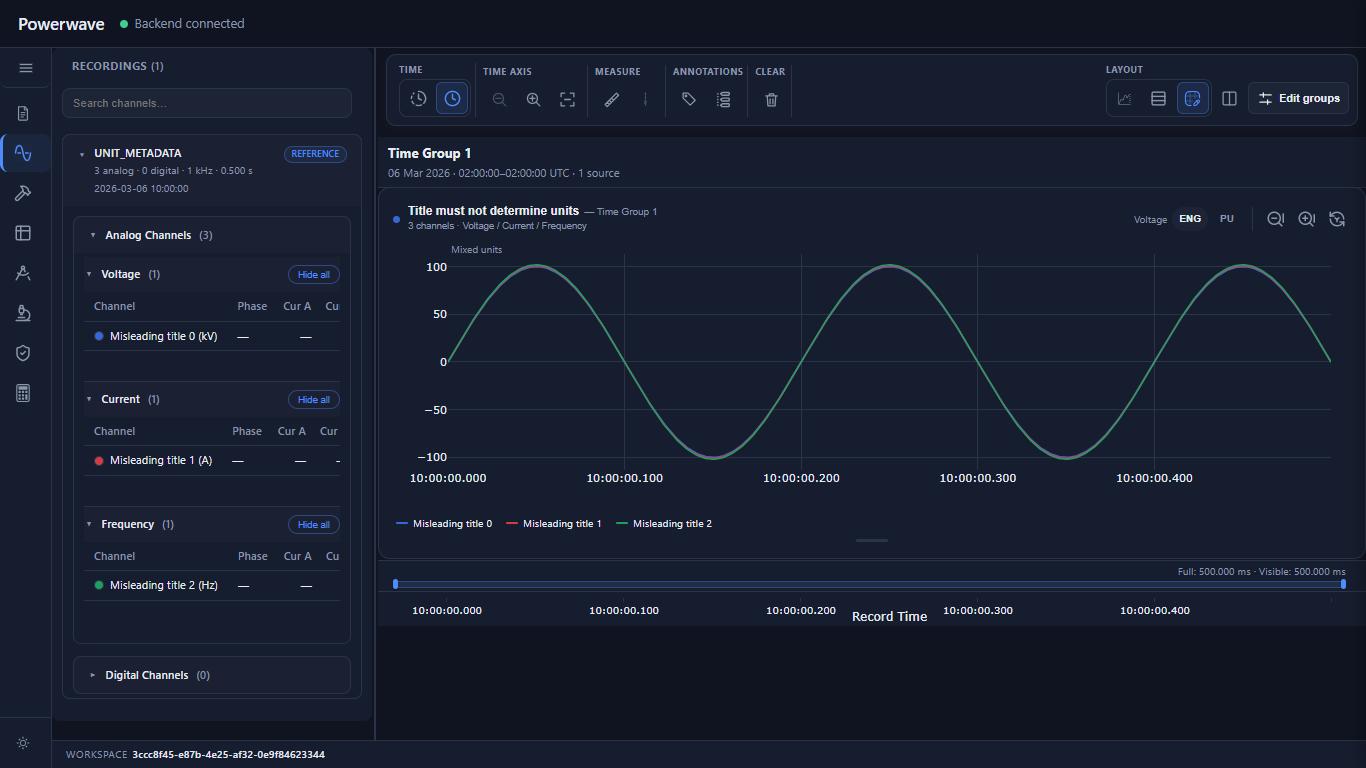 Powerwave
Backend connected
RECORDINGS (1)
Search channels...
UNIT_METADATA
REFERENCE
3 analog · 0 digital · 1 kHz · 0.500 s
2026-03-06 10:00:00
Analog Channels (3)
Voltage (1)
Hide all
Channel Phase Cur A Cu
Misleading title 0 (kV) — —
Current (1)
Hide all
Channel Phase Cur A Cur
Misleading title 1 (A) — — -
Frequency (1)
Hide all
Channel Phase Cur A Cu
Misleading title 2 (Hz) — —
Digital Channels (0)
TIME
TIME AXIS
MEASURE
ANNOTATIONS
CLEAR
LAYOUT
Edit groups
Time Group 1
06 Mar 2026 · 02:00:00–02:00:00 UTC · 1 source
Title must not determine units — Time Group 1
3 channels · Voltage / Current / Frequency
Voltage ENG PU
Mixed units
100
50
0
−50
−100
10:00:00.000 10:00:00.100 10:00:00.200 10:00:00.300 10:00:00.400
Misleading title 0 Misleading title 1 Misleading title 2
Full: 500.000 ms · Visible: 500.000 ms
10:00:00.000 10:00:00.100 10:00:00.200 10:00:00.300 10:00:00.400
Record Time
WORKSPACE 3ccc8f45-e87b-4e25-af32-0e9f84623344